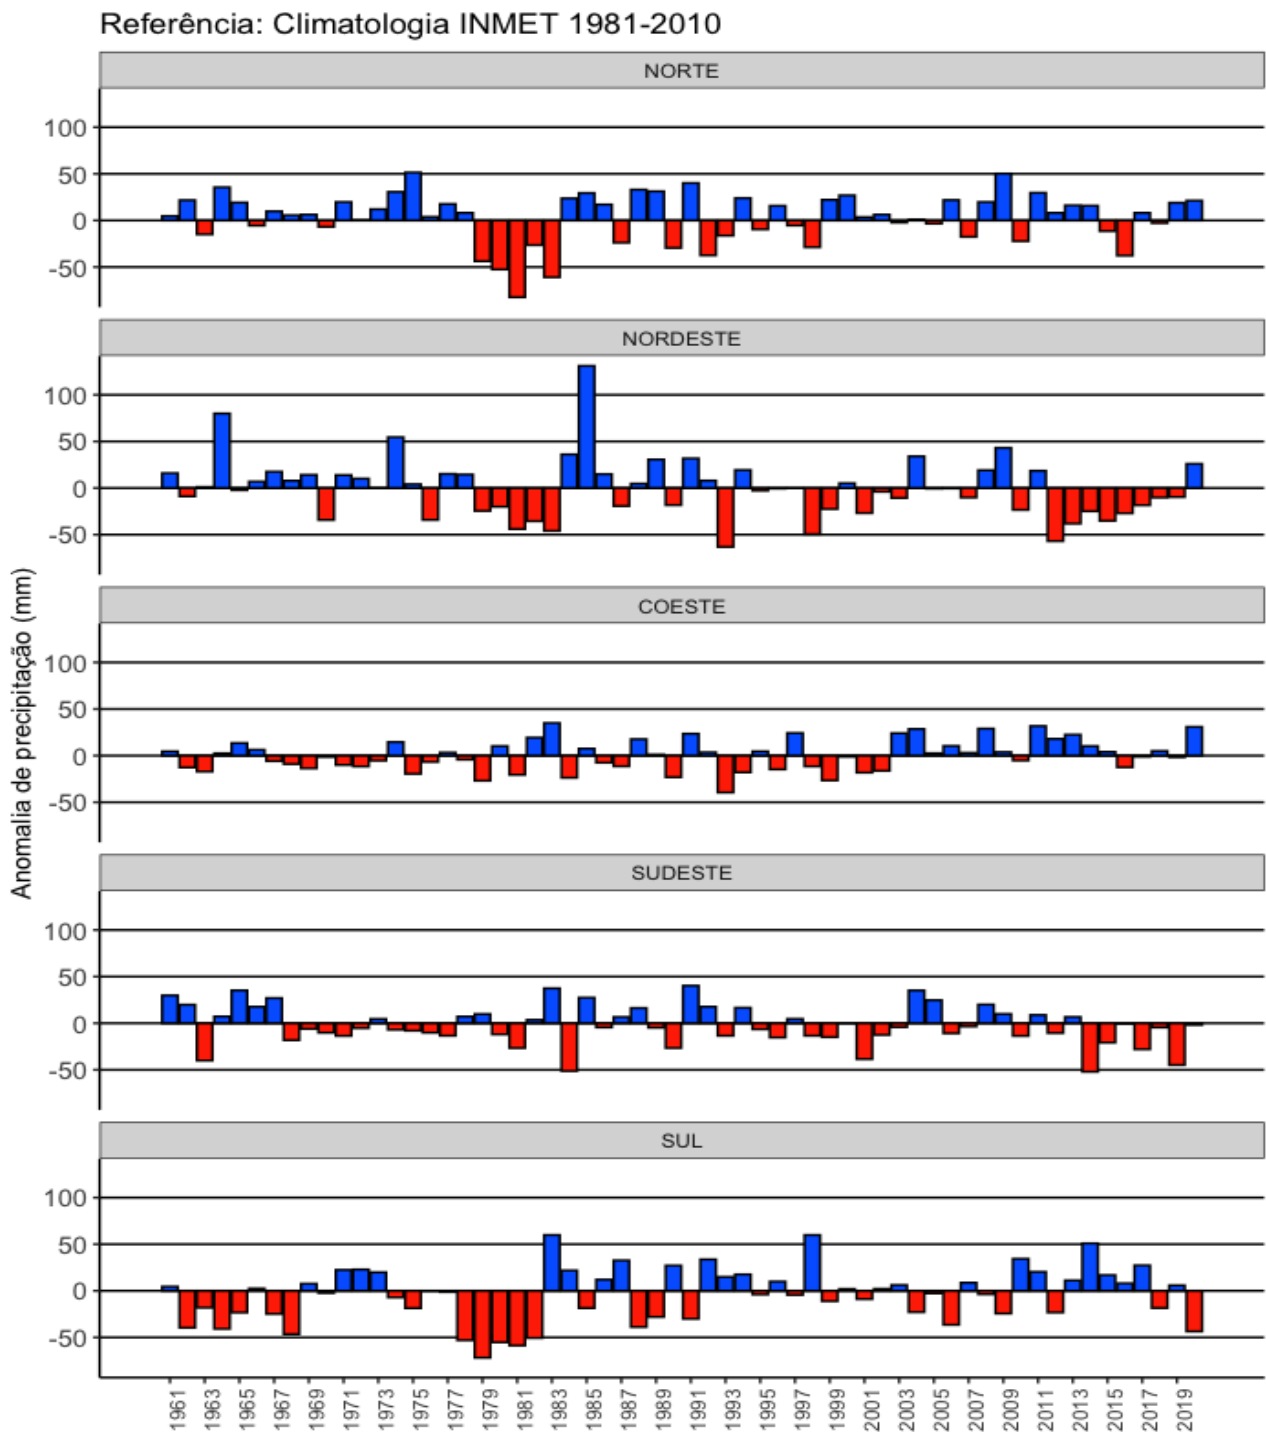 Referência: Climatologia INMET 1981-2010
NORTE
100
50
0
-50
NORDESTE
100
50
0
-50
COESTE
100
50
0
-50
SUDESTE
100
50
0
-50
SUL
100
50
0
-50
Anomalia de precipitação (mm)
1961 1963 1965 1967 1969 1971 1973 1975 1977 1979 1981 1983 1985 1987 1989 1991 1993 1995 1997 1999 2001 2003 2005 2007 2009 2011 2013 2015 2017 2019